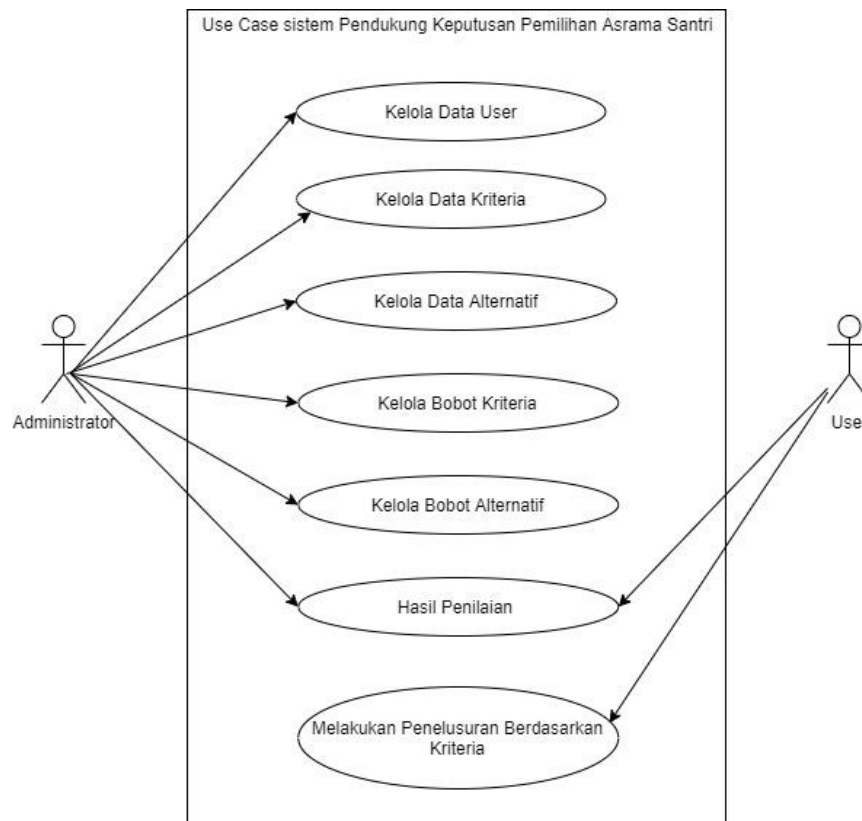 Use Case sistem Pendukung Keputusan Pemilihan Asrama Santri
Kelola Data User
Kelola Data Kriteria
Kelola Data Alternatif
Administrator
Kelola Bobot Kriteria
Use
Kelola Bobot Alternatif
Hasil Penilaian
Melakukan Penelusuran Berdasarkan
Kriteria